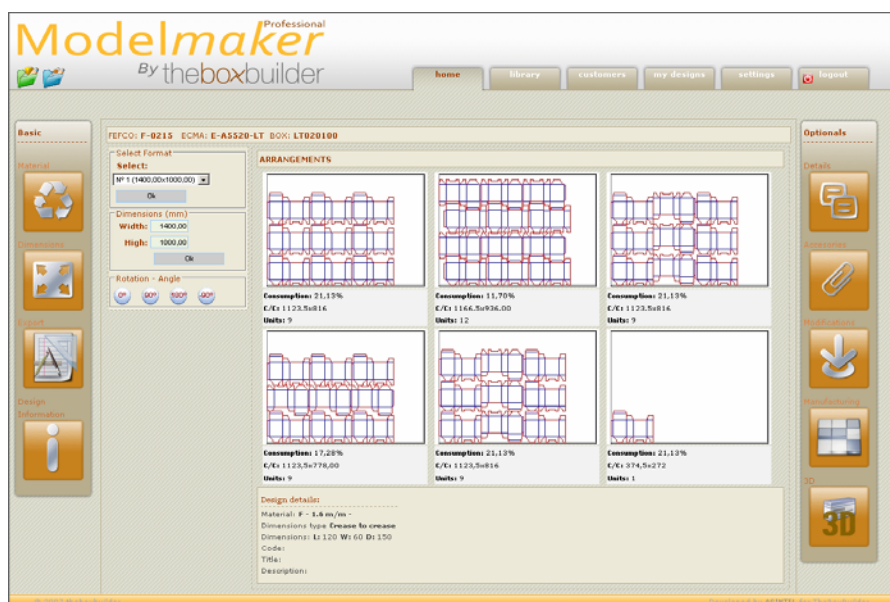 Professional
Modelmaker
By theboxbuilder
home
library
customers
my designs
settings
logout
Basic
Material
Dimensions
Export
Design
Information
FEFCO: F-0215 ECMA: E-A5520-LT BOX: LT020100
Select Format
Select:
Nº 1 (1400,00x1000,00)
Ok
Dimensions (mm)
Width: 1400,00
High: 1000,00
Ok
Rotation - Angle
0º
90º
180º
-90º
ARRANGEMENTS
Consumption: 21,13%
C/C: 1123,5x816
Units: 9
Consumption: 11,70%
C/C: 1166,5x936,00
Units: 12
Consumption: 21,13%
C/C: 1123,5x816
Units: 9
Consumption: 17,28%
C/C: 1123,5x778,00
Units: 9
Consumption: 21,13%
C/C: 1123,5x816
Units: 9
Consumption: 21,13%
C/C: 374,5x272
Units: 1
Design details:
Material: F - 1.6 m/m -
Dimensions type Crease to crease
Dimensions: L: 120 W: 60 D: 150
Code:
Title:
Description:
Optionals
Details
Accesories
Modifications
Manufacturing
3D
3D